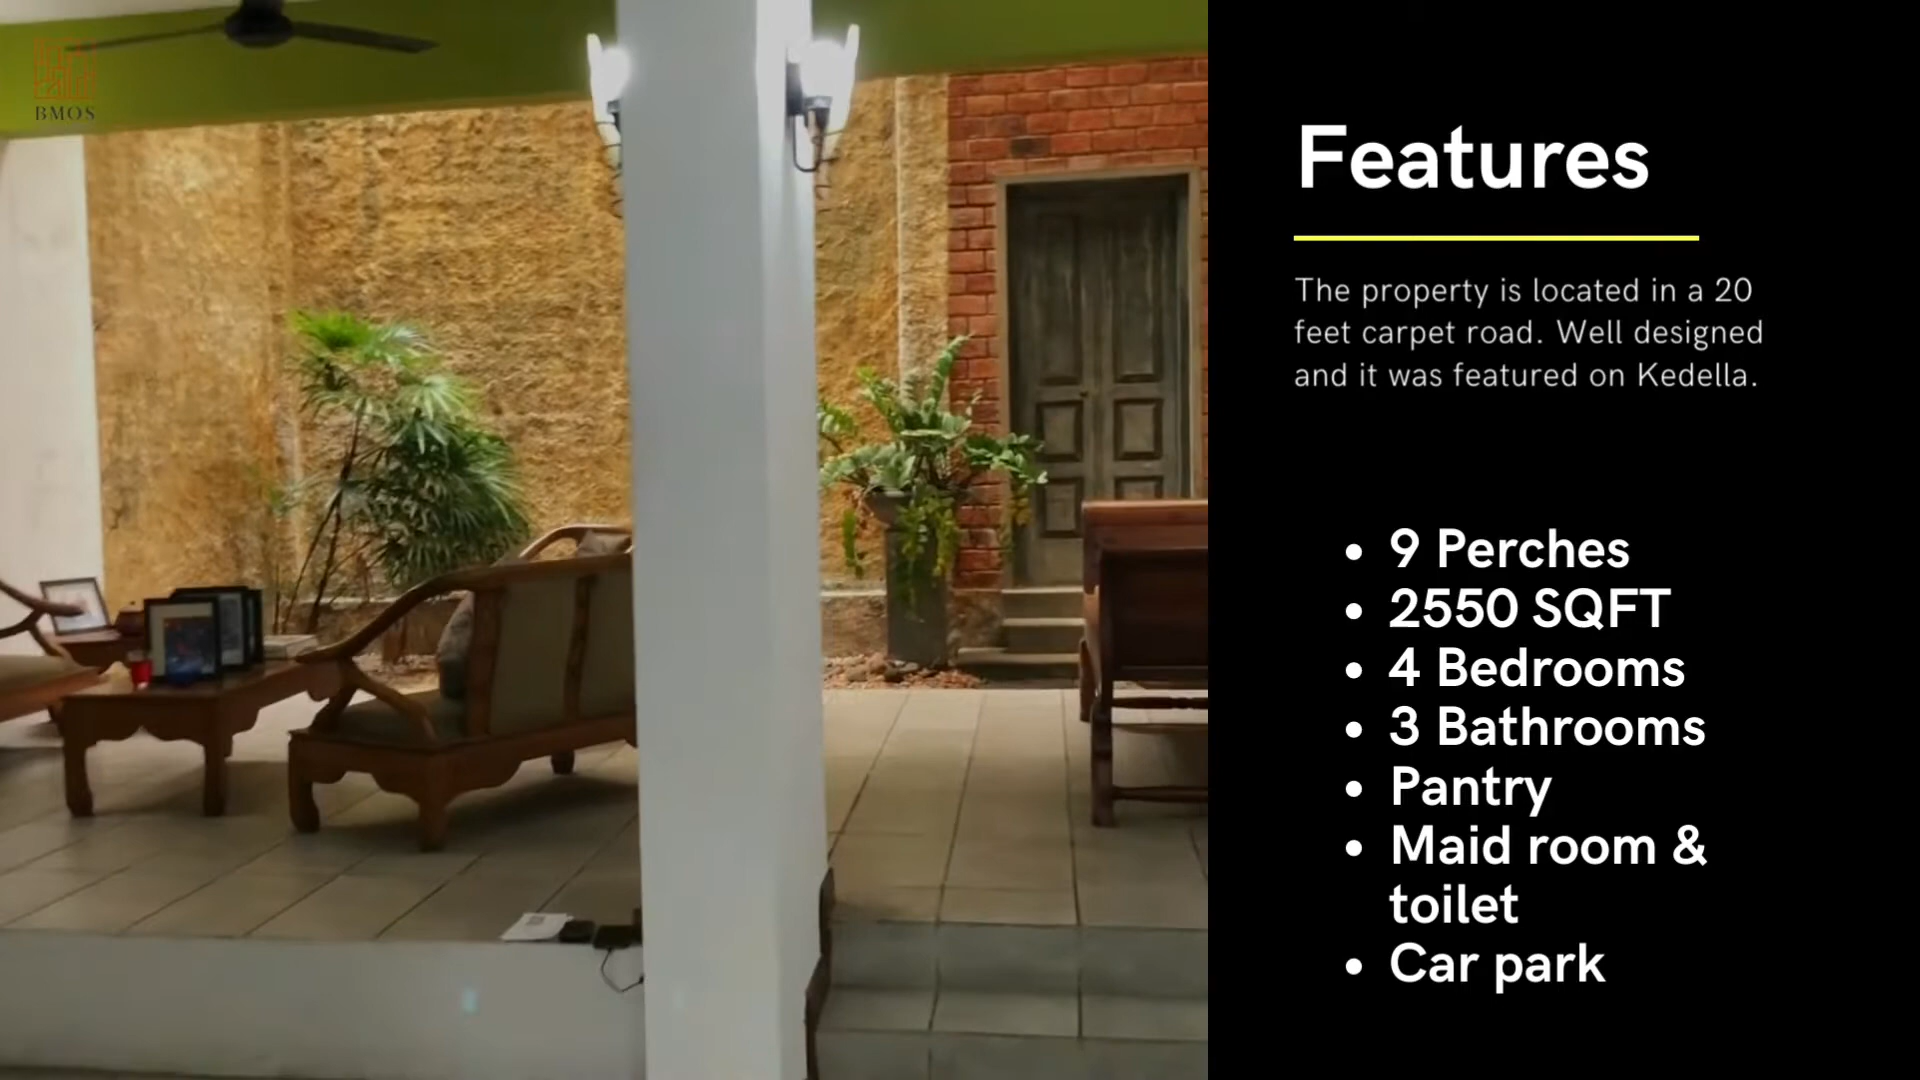 BMOS
Features
The property is located in a 20
feet carpet road. Well designed
and it was featured on Kedella.
• 9 Perches
• 2550 SQFT
• 4 Bedrooms
• 3 Bathrooms
• Pantry
• Maid room &
toilet
• Car park